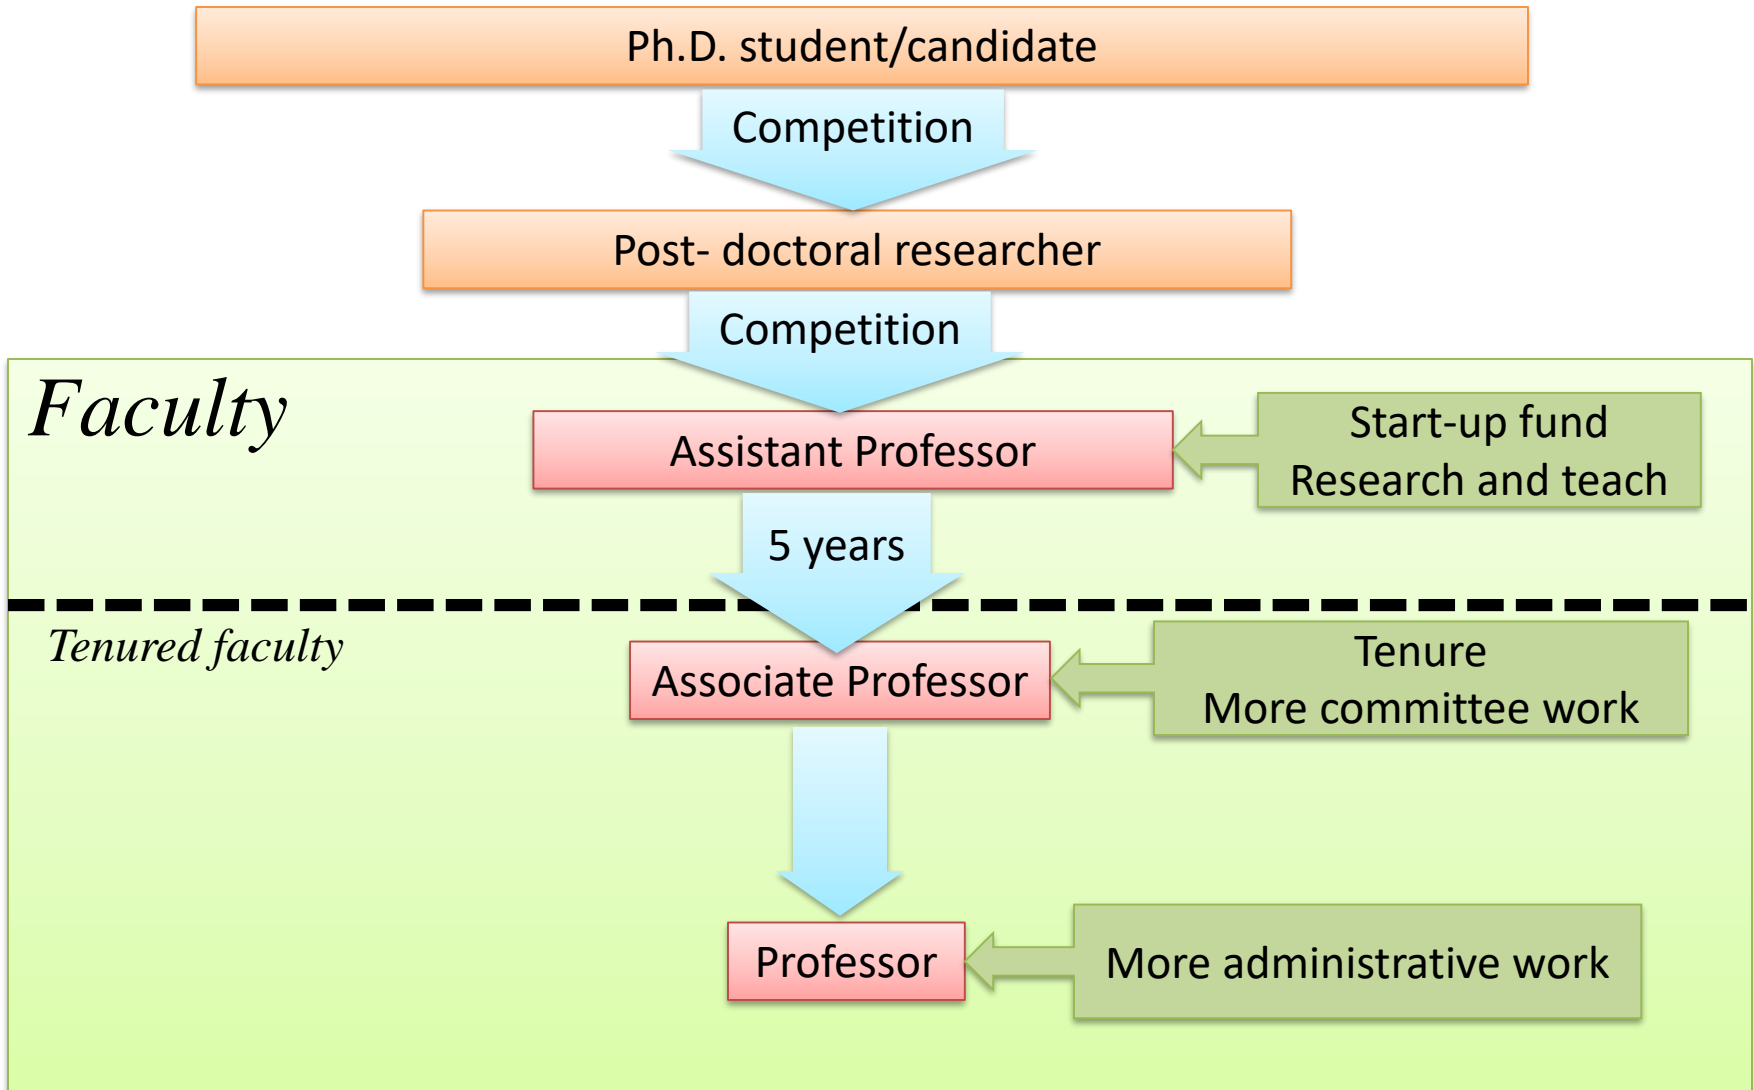 Ph.D. student/candidate
Competition
Post- doctoral researcher
Competition
Faculty
Assistant Professor
Start-up fund
Research and teach
5 years
Tenured faculty
Associate Professor
Tenure
More committee work
Professor
More administrative work